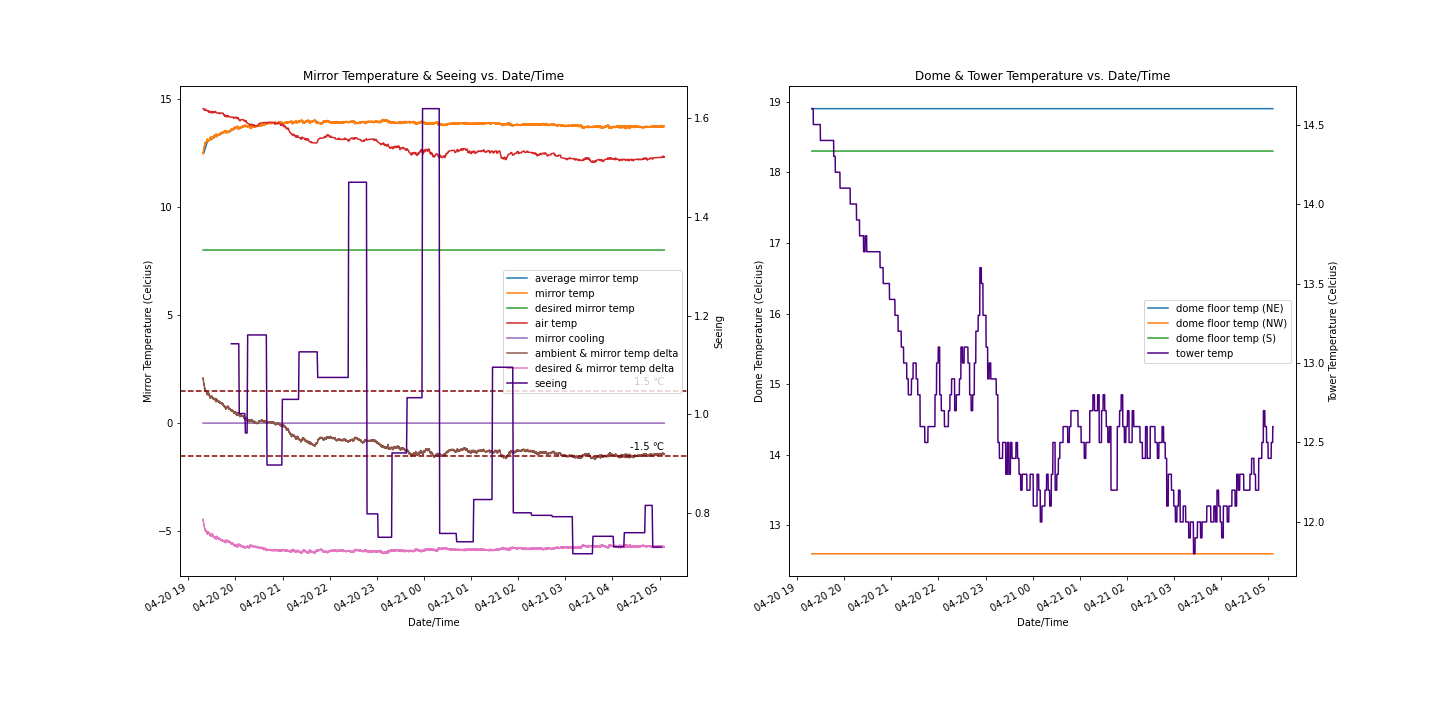 Mirror Temperature & Seeing vs. Date/Time
Mirror Temperature (Celcius)
15
10
5
0
−5
1.6
1.4
1.2
1.0
0.8
Seeing
average mirror temp
mirror temp
desired mirror temp
air temp
mirror cooling
ambient & mirror temp delta
desired & mirror temp delta
seeing
1.5 °C
-1.5 °C
04-20 19
04-20 20
04-20 21
04-20 22
04-20 23
04-21 00
04-21 01
04-21 02
04-21 03
04-21 04
04-21 05
Date/Time
Dome & Tower Temperature vs. Date/Time
Dome Temperature (Celcius)
19
18
17
16
15
14
13
14.5
14.0
13.5
13.0
12.5
12.0
Tower Temperature (Celcius)
dome floor temp (NE)
dome floor temp (NW)
dome floor temp (S)
tower temp
04-20 19
04-20 20
04-20 21
04-20 22
04-20 23
04-21 00
04-21 01
04-21 02
04-21 03
04-21 04
04-21 05
Date/Time